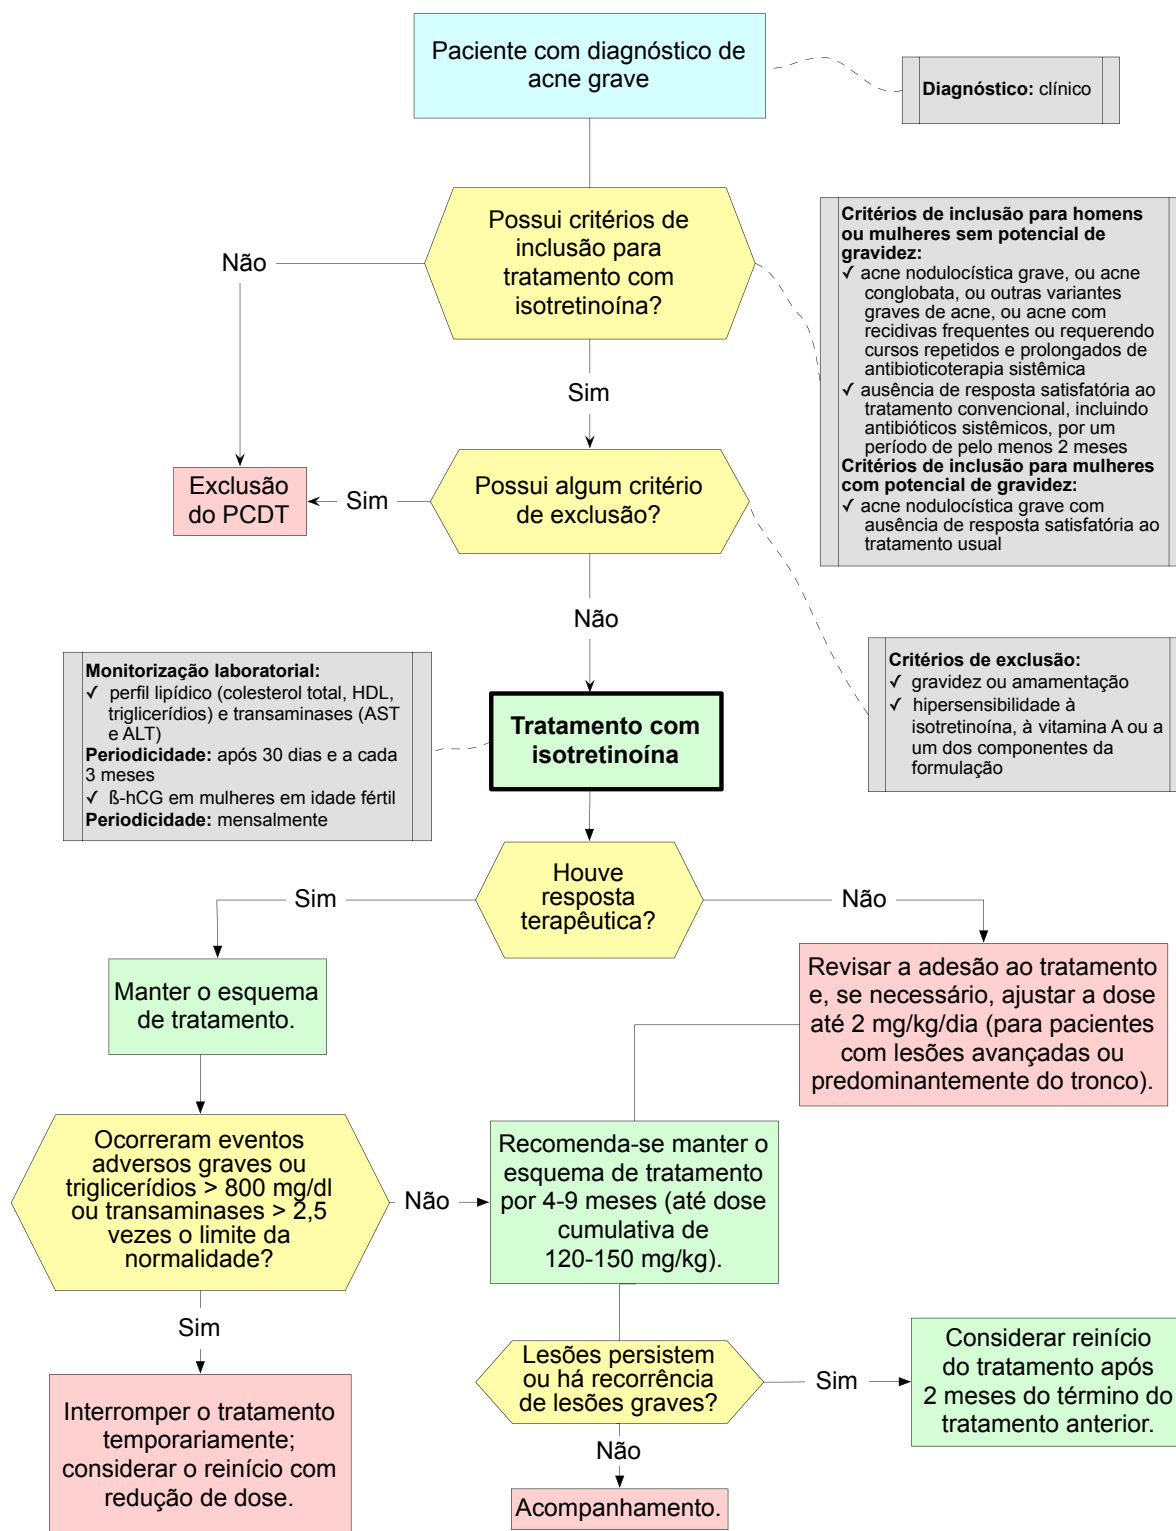 Paciente com diagnóstico de
acne grave
Diagnóstico: clínico
Possui critérios de
inclusão para
tratamento com
isotretinoína?
Não
Critérios de inclusão para homens
ou mulheres sem potencial de
gravidez:
✓ acne nodulocística grave, ou acne
conglobata, ou outras variantes
graves de acne, ou acne com
recidivas frequentes ou requerendo
cursos repetidos e prolongados de
antibioticoterapia sistêmica
✓ ausência de resposta satisfatória ao
tratamento convencional, incluindo
antibióticos sistêmicos, por um
período de pelo menos 2 meses
Critérios de inclusão para mulheres
com potencial de gravidez:
✓ acne nodulocística grave com
ausência de resposta satisfatória ao
tratamento usual
Sim
Exclusão
do PCDT
Sim
Possui algum critério
de exclusão?
Não
Critérios de exclusão:
✓ gravidez ou amamentação
✓ hipersensibilidade à
isotretinoína, à vitamina A ou a
um dos componentes da
formulação
Monitorização laboratorial:
✓ perfil lipídico (colesterol total, HDL,
triglicerídios) e transaminases (AST
e ALT)
Periodicidade: após 30 dias e a cada
3 meses
✓ ß-hCG em mulheres em idade fértil
Periodicidade: mensalmente
Tratamento com
isotretinoína
Houve
resposta
terapêutica?
Sim
Não
Manter o esquema
de tratamento.
Revisar a adesão ao tratamento
e, se necessário, ajustar a dose
até 2 mg/kg/dia (para pacientes
com lesões avançadas ou
predominantemente do tronco).
Ocorreram eventos
adversos graves ou
triglicerídios > 800 mg/dl
ou transaminases > 2,5
vezes o limite da
normalidade?
Não
Recomenda-se manter o
esquema de tratamento
por 4-9 meses (até dose
cumulativa de
120-150 mg/kg).
Sim
Interromper o tratamento
temporariamente;
considerar o reinício com
redução de dose.
Lesões persistem
ou há recorrência
de lesões graves?
Sim
Considerar reinício
do tratamento após
2 meses do término do
tratamento anterior.
Não
Acompanhamento.